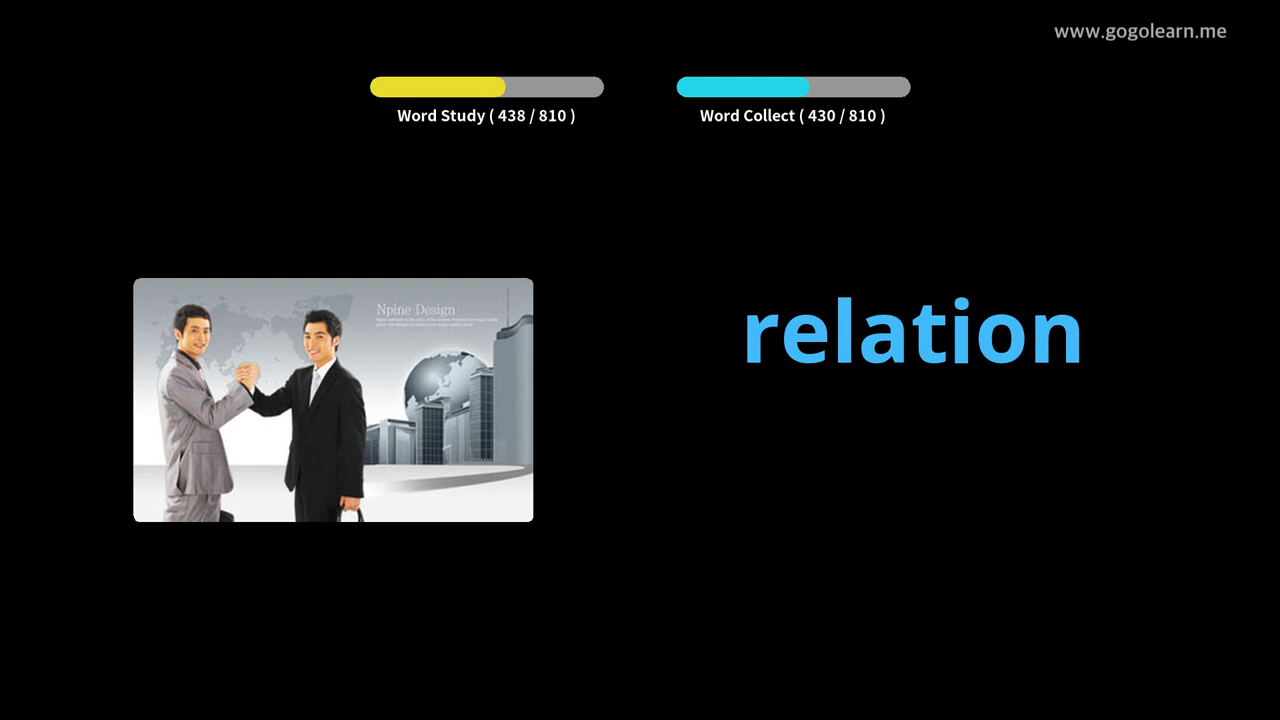 www.gogolearn.me
Word Study ( 438 / 810 )
Word Collect ( 430 / 810 )
Npine Design
relation